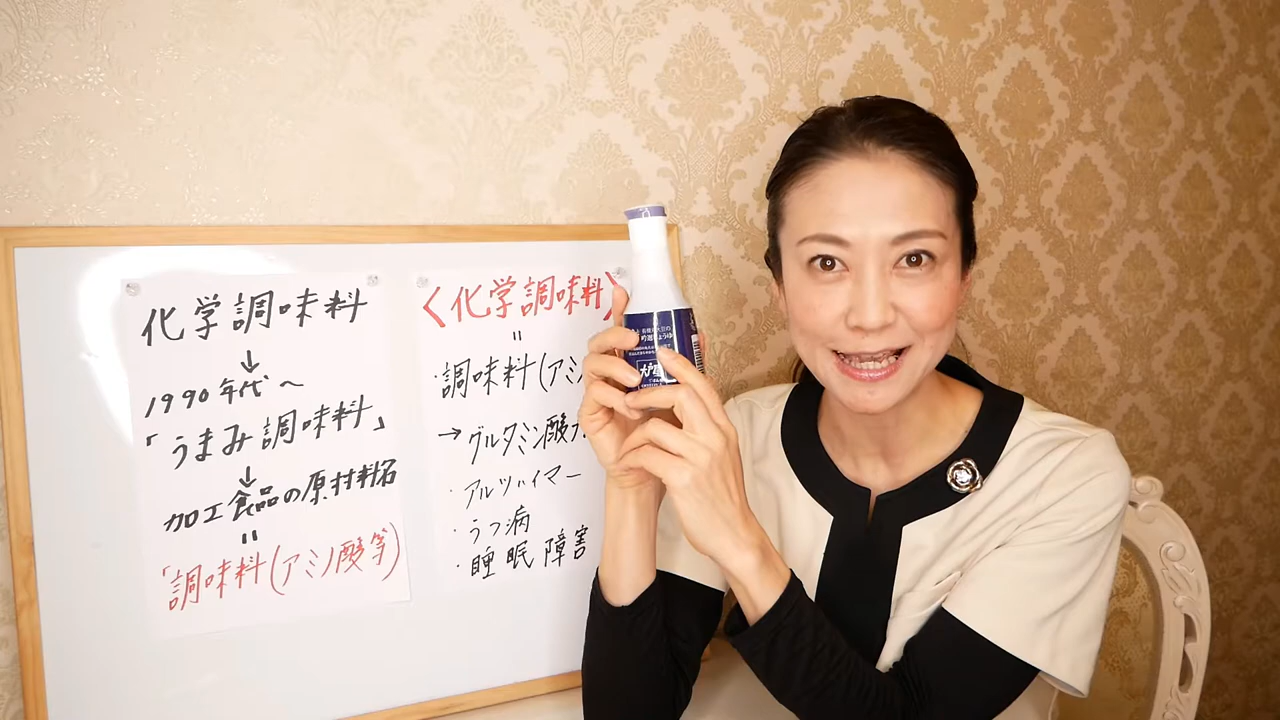 化学調味料
↓
1990年代〜
「うまみ調味料」
↓
加工食品の原材料名
=
「調味料(アミノ酸等)
〈化学調味料〉
=
・調味料(アミノ
→グルタミン酸ナ
・アルツハイマー
・うつ病
・睡眠障害